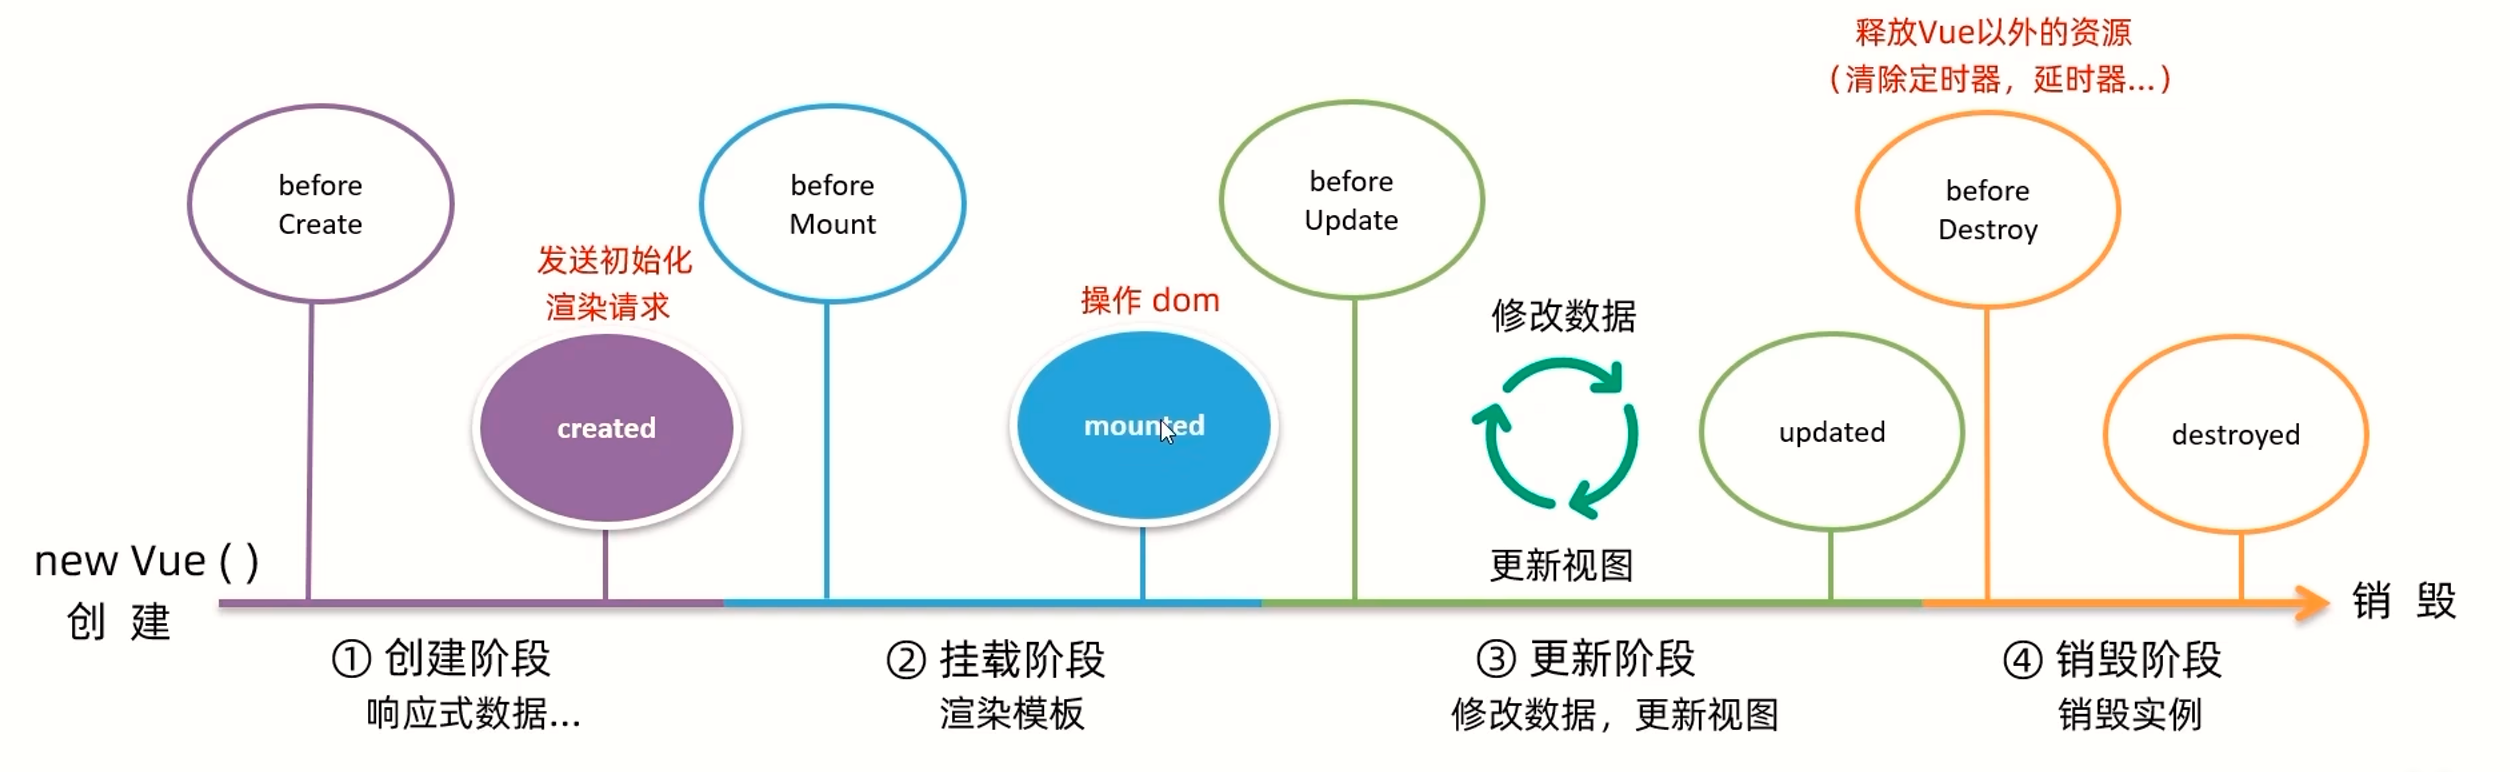 释放Vue以外的资源
（清除定时器，延时器...）
before
Create
before
Mount
before
Update
before
Destroy
发送初始化
渲染请求
操作 dom
修改数据
created
mounted
updated
destroyed
更新视图
new Vue ( )
创 建
销 毁
① 创建阶段
响应式数据...
② 挂载阶段
渲染模板
③ 更新阶段
修改数据，更新视图
④ 销毁阶段
销毁实例